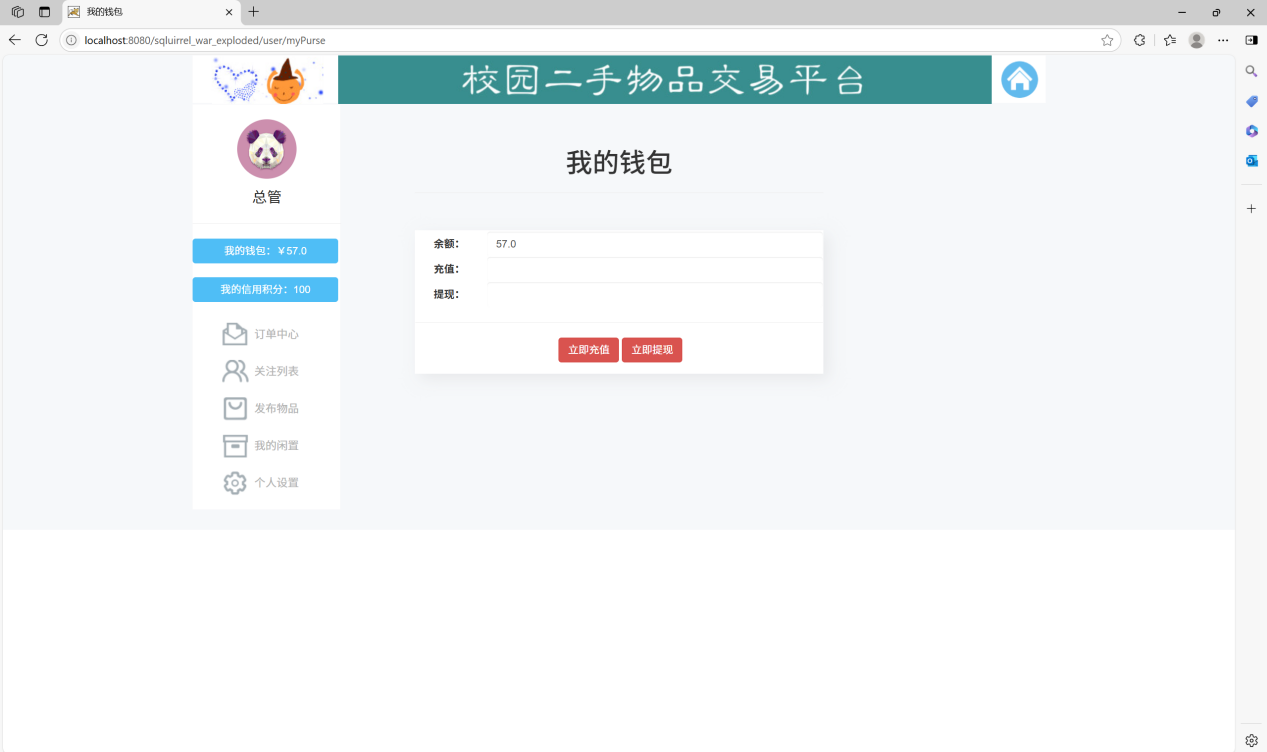 我的钱包
localhost:8080/sqluirrel_war_exploded/user/myPurse
校园二手物品交易平台
总管
我的钱包：￥57.0
我的信用积分：100
订单中心
关注列表
发布物品
我的闲置
个人设置
我的钱包
余额： 57.0
充值：
提现：
立即充值 立即提现